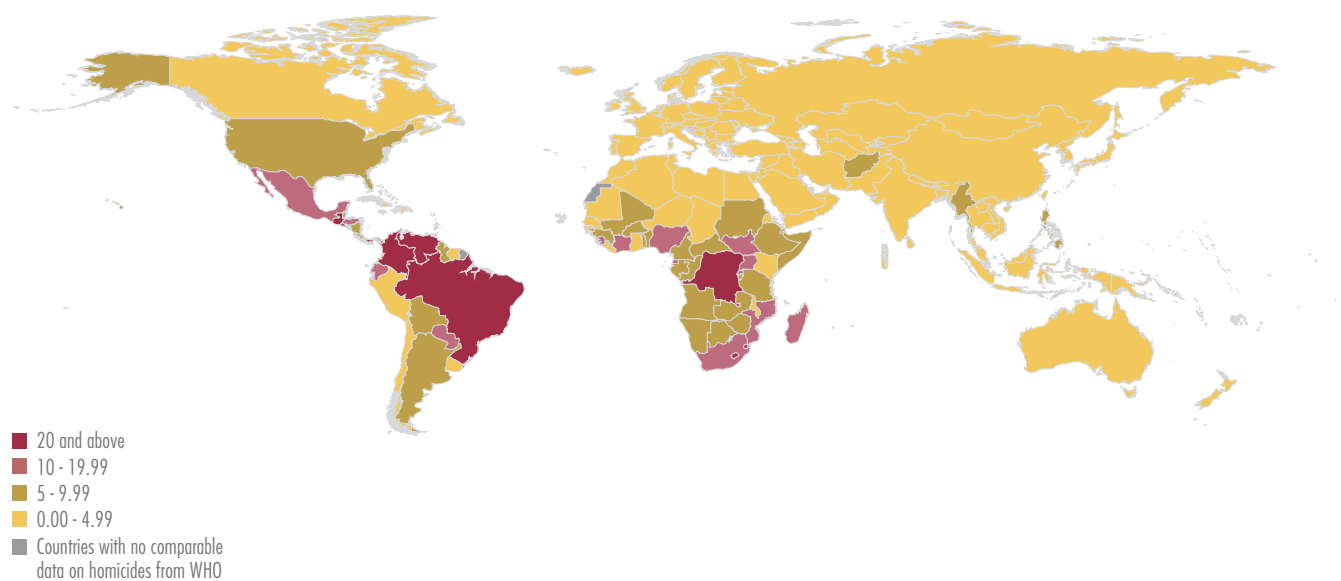 20 and above
10 - 19.99
5 - 9.99
0.00 - 4.99
Countries with no comparable
data on homicides from WHO